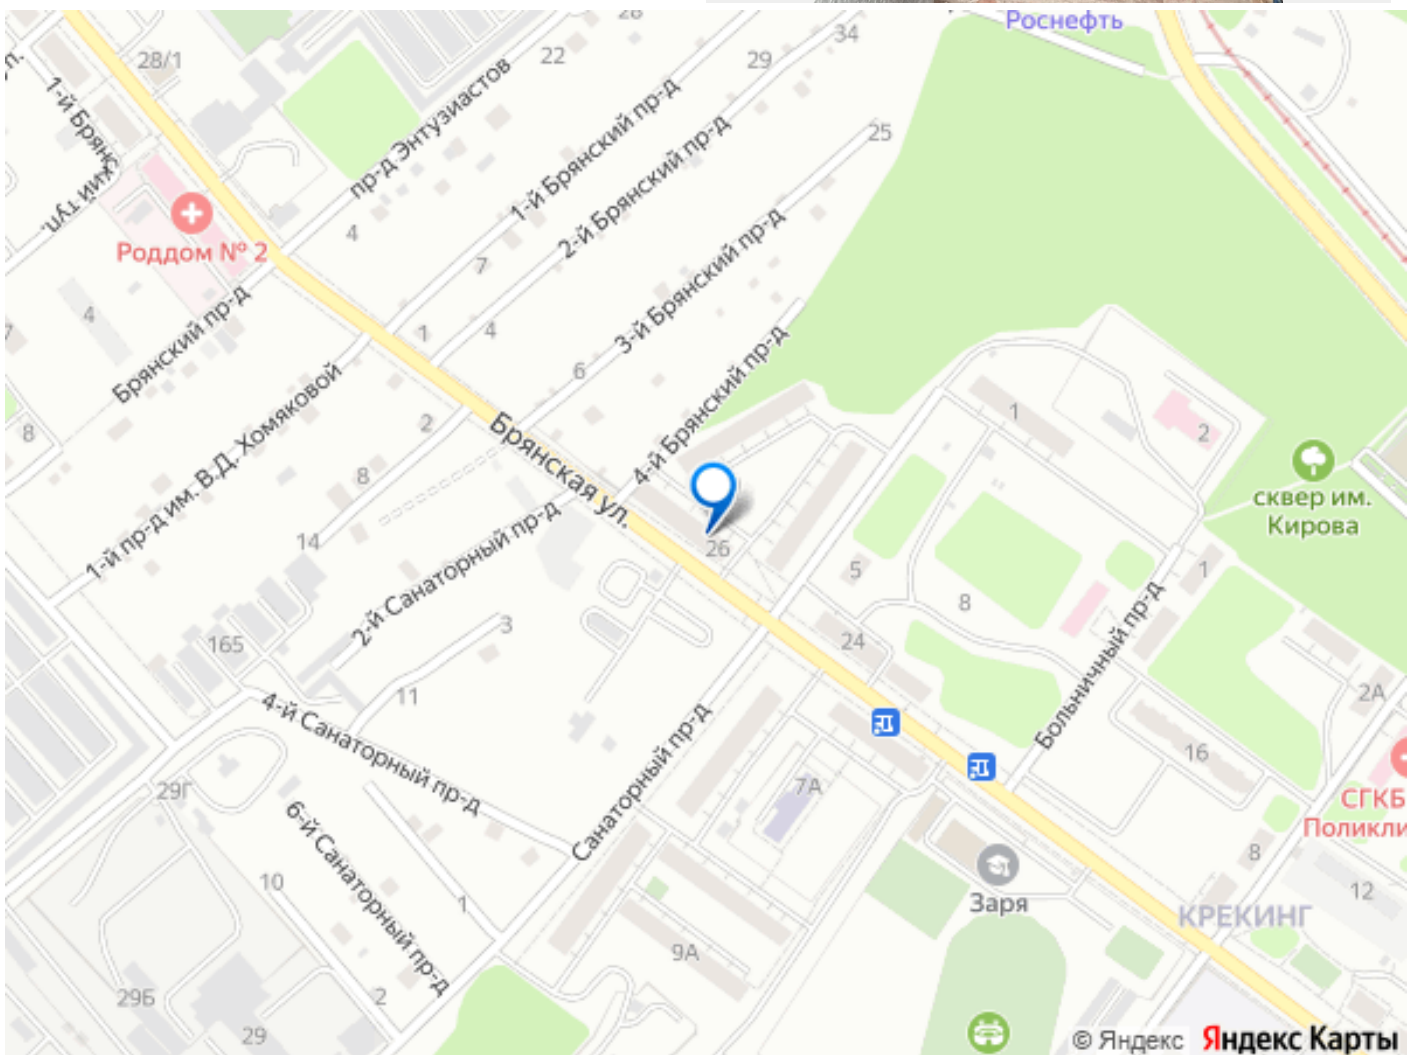 Роснефть
28
34
28/1
22
29
п.
1-й Брянский туп.
пр-д Энтузиастов
1-й Брянский пр-д
2-й Брянский пр-д
25
Роддом № 2
4
7
3-й Брянский пр-д
4
Брянский пр-д
1
4
6
4-й Брянский пр-д
1-й пр-д им. В.Д. Хомяковой
8
2
Брянская ул.
1
2
8
сквер им.
Кирова
14
2-й Санаторный пр-д
26
5
8
1
Больничный пр-д
3
165
24
11
2А
4-й Санаторный пр-д
Санаторный пр-д
16
29Г
7А
6-й Санаторный пр-д
СГКБ
Поликли
8
10
1
Заря
12
КРЕКИНГ
9А
29Б
2
29
© Яндекс Яндекс Карты